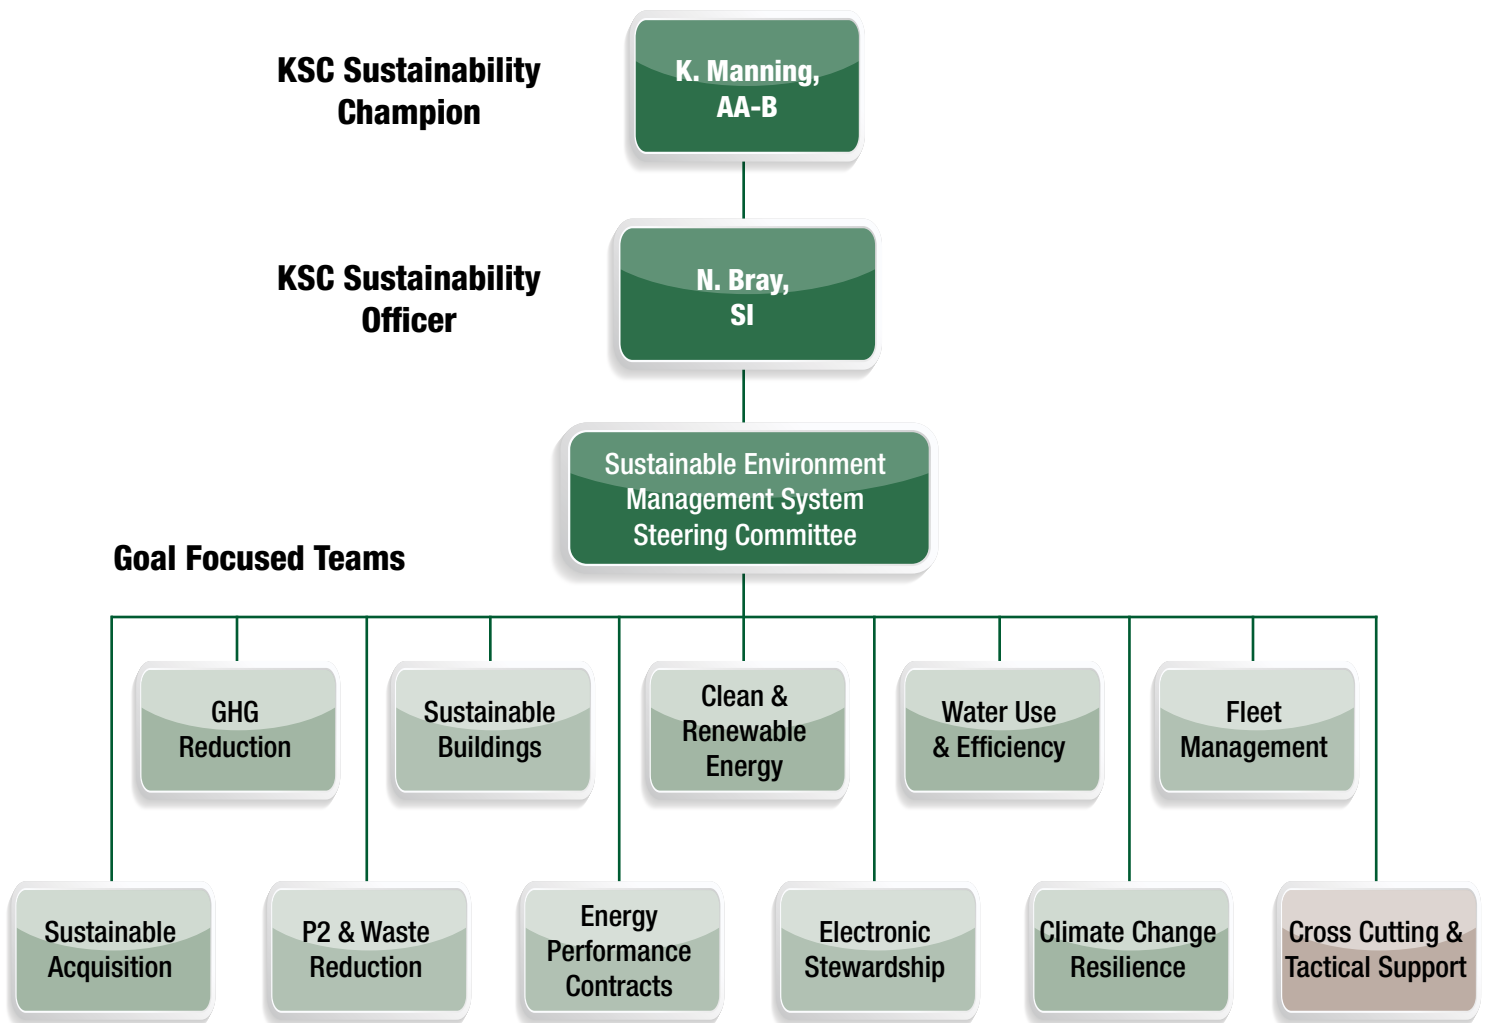 KSC Sustainability
Champion
K. Manning,
AA-B
KSC Sustainability
Officer
N. Bray,
SI
Sustainable Environment
Management System
Steering Committee
Goal Focused Teams
GHG
Reduction
Sustainable
Buildings
Clean &
Renewable
Energy
Water Use
& Efficiency
Fleet
Management
Sustainable
Acquisition
P2 & Waste
Reduction
Energy
Performance
Contracts
Electronic
Stewardship
Climate Change
Resilience
Cross Cutting &
Tactical Support